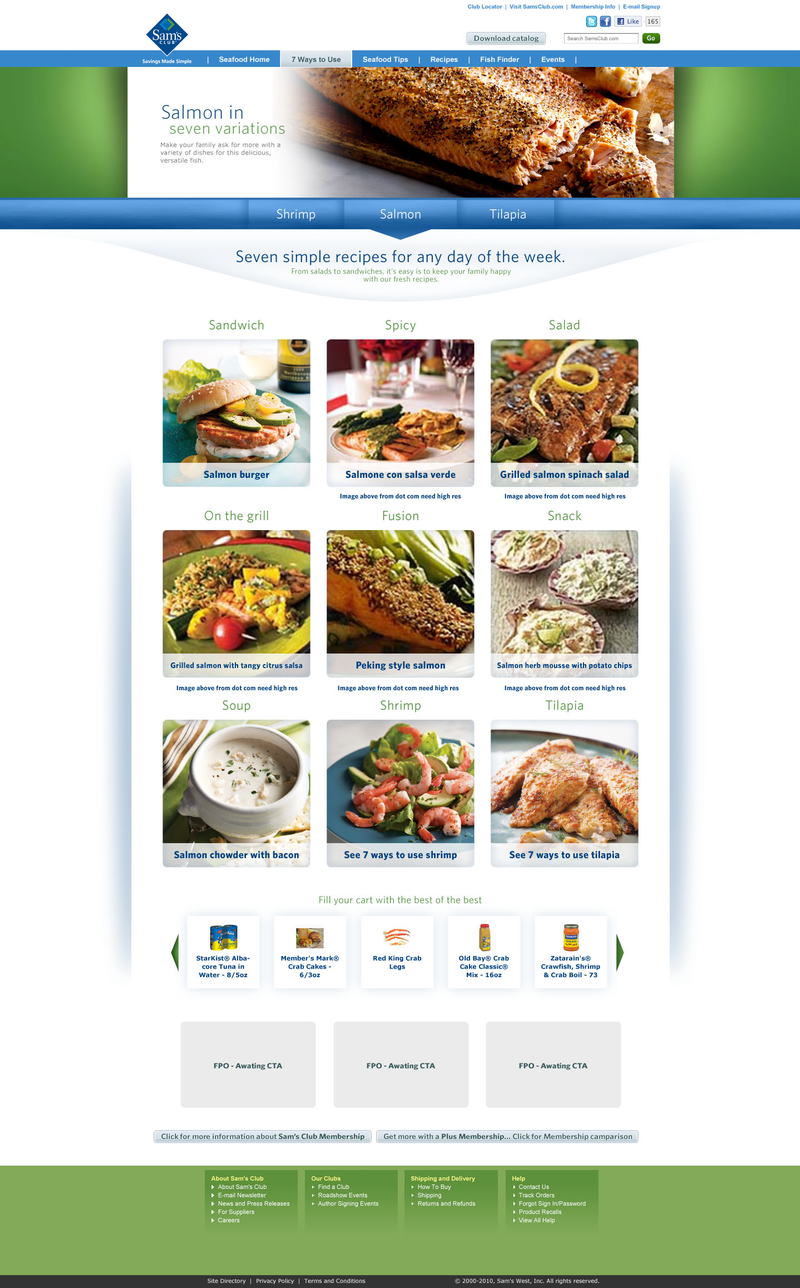 Club Locator | Visit SamsClub.com | Membership Info | E-mail Signup
Like 165
Download catalog
Search SamsClub.com Go
Sam's
CLUB
Savings Made Simple
| Seafood Home 7 Ways to Use Seafood Tips | Recipes | Fish Finder | Events |
Salmon in
seven variations
Make your family ask for more with a
variety of dishes for this delicious,
versatile fish.
Shrimp Salmon Tilapia
Seven simple recipes for any day of the week.
From salads to sandwiches, it's easy is to keep your family happy
with our fresh recipes.
Sandwich Spicy Salad
Salmon burger Salmone con salsa verde Grilled salmon spinach salad
Image above from dot com need high res Image above from dot com need high res
On the grill Fusion Snack
Grilled salmon with tangy citrus salsa Peking style salmon Salmon herb mousse with potato chips
Image above from dot com need high res Image above from dot com need high res Image above from dot com need high res
Soup Shrimp Tilapia
Salmon chowder with bacon See 7 ways to use shrimp See 7 ways to use tilapia
Fill your cart with the best of the best
StarKist® Alba-
core Tuna in
Water - 8/5oz
Member's Mark®
Crab Cakes -
6/3oz
Red King Crab
Legs
Old Bay® Crab
Cake Classic®
Mix - 16oz
Zatarain's®
Crawfish, Shrimp
& Crab Boil - 73
FPO - Awating CTA FPO - Awating CTA FPO - Awating CTA
Click for more information about Sam's Club Membership Get more with a Plus Membership... Click for Membership camparison
About Sam's Club
About Sam's Club
E-mail Newsletter
News and Press Releases
For Suppliers
Careers
Our Clubs
Find a Club
Roadshow Events
Author Signing Events
Shipping and Delivery
How To Buy
Shipping
Returns and Refunds
Help
Contact Us
Track Orders
Forgot Sign In/Password
Product Recalls
View All Help
Site Directory | Privacy Policy | Terms and Conditions © 2000-2010, Sam's West, Inc. All rights reserved.